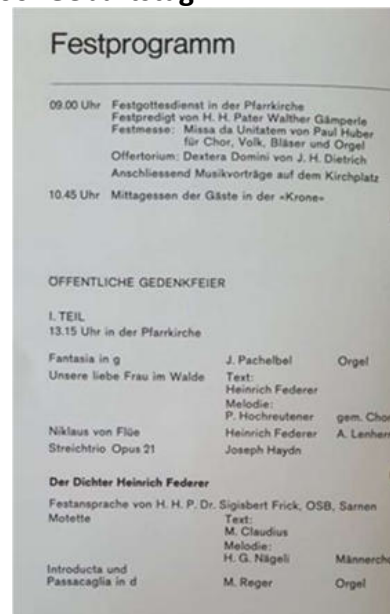 Festprogramm
09.00 Uhr Festgottesdienst in der Pfarrkirche
Festpredigt von H. H. Pater Walther Gämperle
Festmesse: Missa da Unitatem von Paul Huber
für Chor, Volk, Bläser und Orgel
Offertorium: Dextera Domini von J. H. Dietrich
Anschliessend Musikvorträge auf dem Kirchplatz
10.45 Uhr Mittagessen der Gäste in der «Krone»
ÖFFENTLICHE GEDENKFEIER
I. TEIL
13.15 Uhr in der Pfarrkirche
Fantasia in g J. Pachelbel Orgel
Unsere liebe Frau im Walde Text:
Heinrich Federer
Melodie:
P. Hochreutener gem. Chor
Niklaus von Flüe Heinrich Federer A. Lenherr
Streichtrio Opus 21 Joseph Haydn
Der Dichter Heinrich Federer
Festansprache von H. H. P. Dr. Sigisbert Frick, OSB, Sarnen
Motette Text:
M. Claudius
Melodie:
H. G. Nägeli Männercho
Introducta und
Passacaglia in d M. Reger Orgel